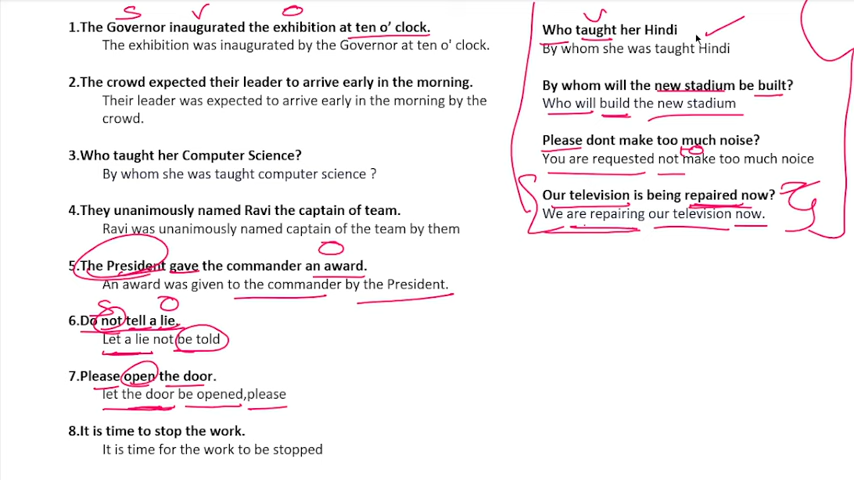 S V O
1.The Governor inaugurated the exhibition at ten o' clock.
The exhibition was inaugurated by the Governor at ten o' clock.
2.The crowd expected their leader to arrive early in the morning.
Their leader was expected to arrive early in the morning by the
crowd.
3.Who taught her Computer Science?
By whom she was taught computer science ?
4.They unanimously named Ravi the captain of team.
Ravi was unanimously named captain of the team by them
O
5.The President gave the commander an award.
An award was given to the commander by the President.
S O
6.Do not tell a lie.
Let a lie not be told
7.Please open the door.
let the door be opened,please
8.It is time to stop the work.
It is time for the work to be stopped
V
Who taught her Hindi
By whom she was taught Hindi
By whom will the new stadium be built?
Who will build the new stadium
Please dont make too much noise?
to
You are requested not make too much noice
Our television is being repaired now?
We are repairing our television now.